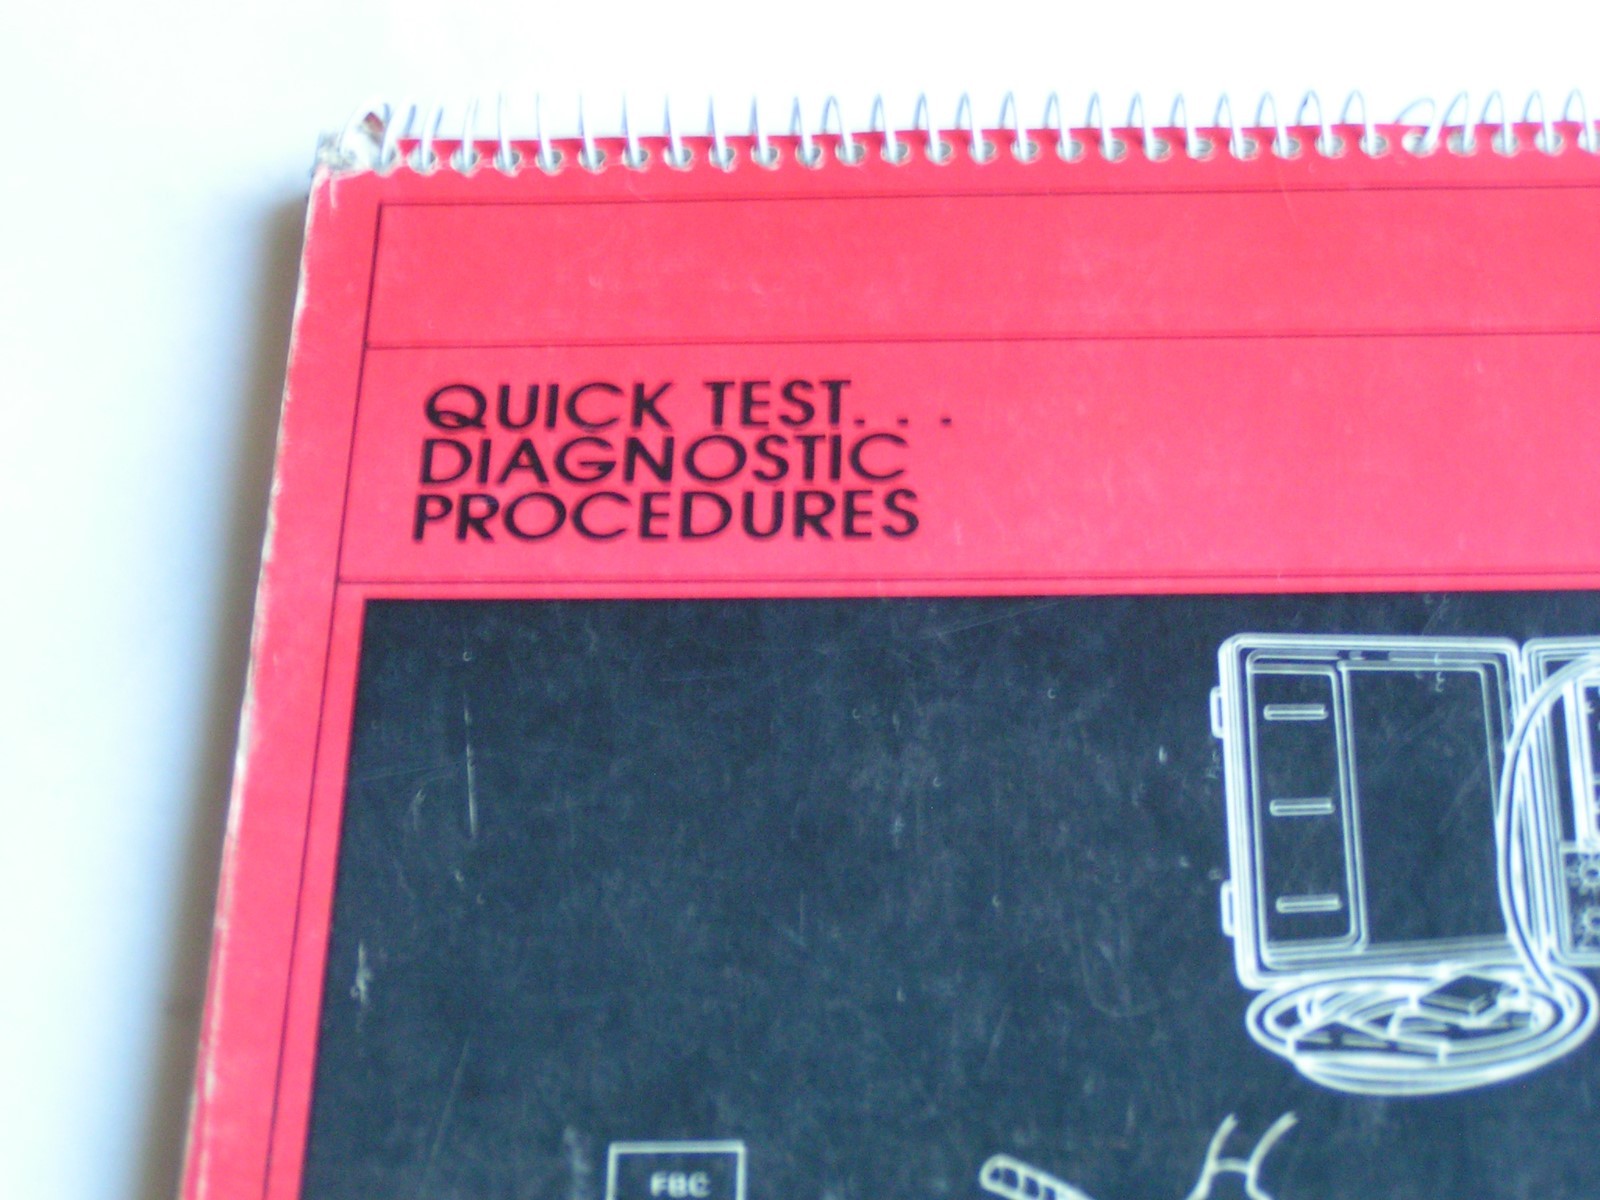 QUICK TEST. . .
DIAGNOSTIC
PROCEDURES
FBC